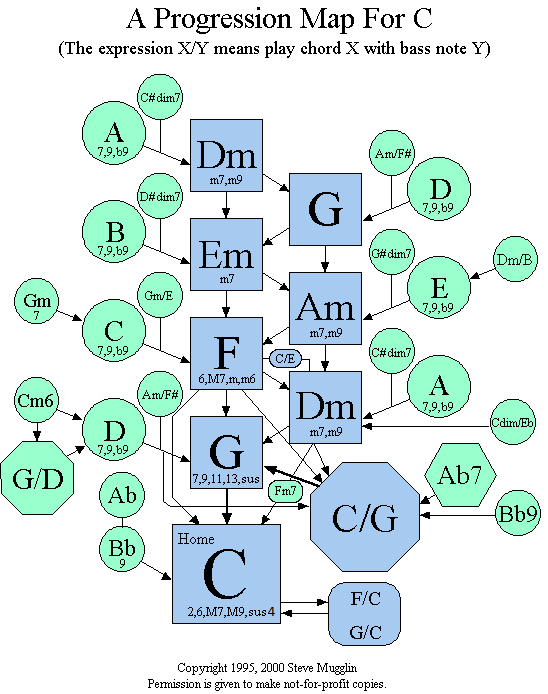 A Progression Map For C
(The expression X/Y means play chord X with bass note Y)
C#dim7
A
7,9,b9
Dm
m7,m9
Am/F#
D
7,9,b9
G
D#dim7
B
7,9,b9
Em
m7
G#dim7
E
7,9,b9
Dm/B
Am
m7,m9
Gm
7
Gm/E
C
7,9,b9
F
6,M7,m,m6
C/E
C#dim7
A
7,9,b9
Cm6
Am/F#
D
7,9,b9
Dm
m7,m9
Cdim/Eb
G/D
G
7,9,11,13,sus
Ab7
Fm7
Ab
C/G
Bb9
Bb
9
Home
C
2,6,M7,M9,sus4
F/C
G/C
Copyright 1995, 2000 Steve Mugglin
Permission is given to make not-for-profit copies.